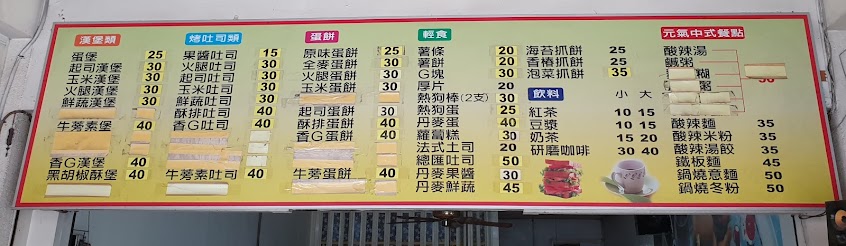 漢堡類
蛋堡 25
起司漢堡 30
玉米漢堡 30
火腿漢堡 30
鮮蔬漢堡 30
牛蒡素堡 40
香G漢堡 40
黑胡椒酥堡 40
烤吐司類
果醬吐司 15
火腿吐司 30
起司吐司 30
玉米吐司 30
鮮蔬吐司 30
酥排吐司 40
香G吐司 40
牛蒡素吐司 40
蛋餅
原味蛋餅 25
全麥蛋餅 30
火腿蛋餅 30
玉米蛋餅 30
起司蛋餅 30
酥排蛋餅 40
香G蛋餅 40
牛蒡蛋餅 40
輕食
薯條 20
薯餅 20
G塊 30
厚片 20
熱狗棒(2支) 30
熱狗蛋 25
丹麥蛋 40
蘿蔔糕 30
法式土司 20
總匯吐司 50
丹麥果醬 30
丹麥鮮蔬 45
海苔抓餅 25
香椿抓餅 25
泡菜抓餅 35
飲料 小 大
紅茶 10 15
豆漿 10 15
奶茶 15 20
研磨咖啡 30 40
元氣中式餐點
酸辣湯
鹹粥
糊
粥
酸辣麵 35
酸辣米粉 35
酸辣湯餃 35
鐵板麵 45
鍋燒意麵 50
鍋燒冬粉 50